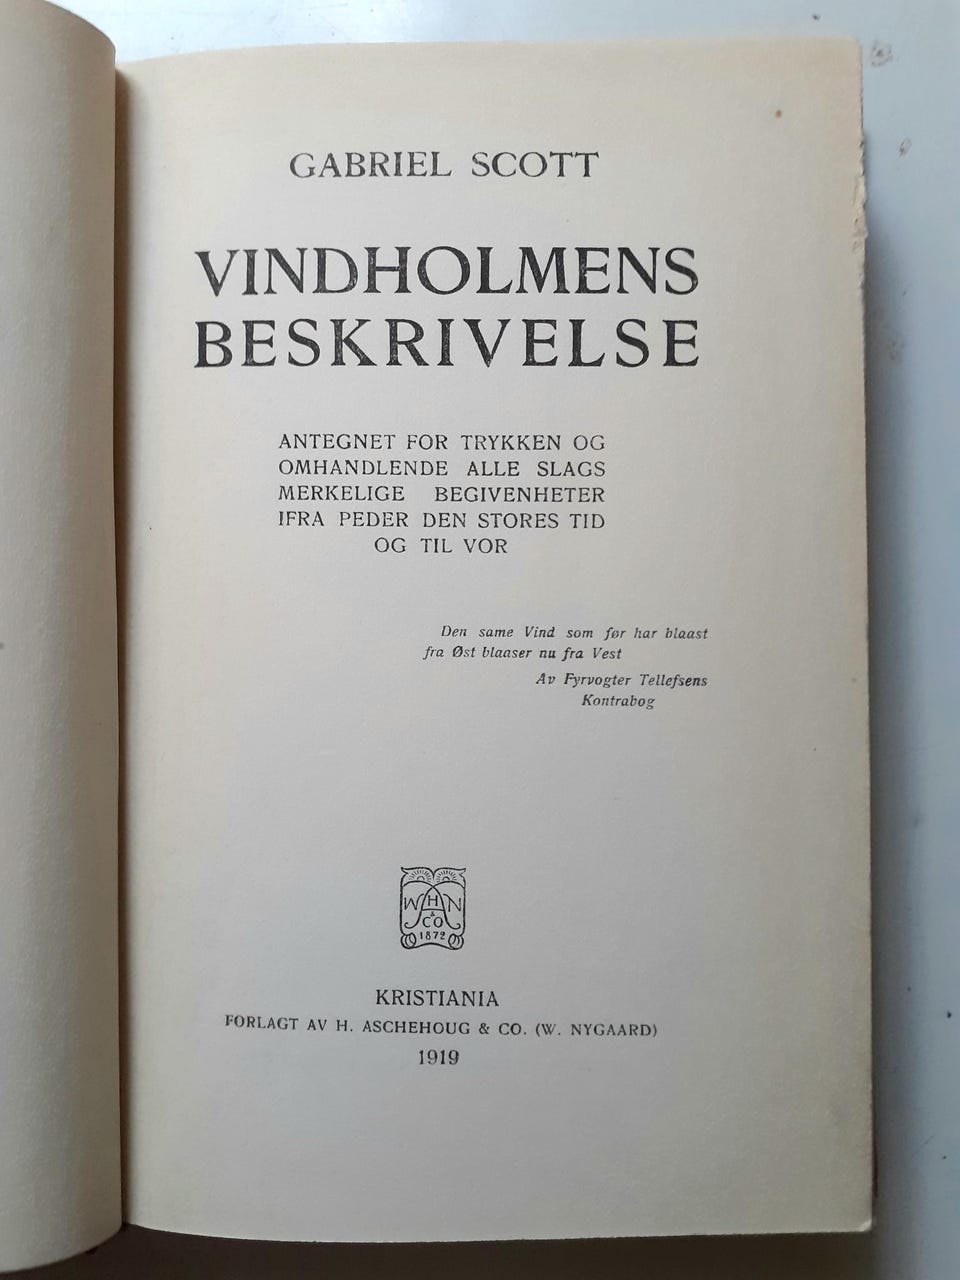 GABRIEL SCOTT
VINDHOLMENS
BESKRIVELSE
ANTEGNET FOR TRYKKEN OG
OMHANDLENDE ALLE SLAGS
MERKELIGE BEGIVENHETER
IFRA PEDER DEN STORES TID
OG TIL VOR
Den same Vind som før har blaast
fra Øst blaaser nu fra Vest
Av Fyrvogter Tellefsens
Kontrabog
W H N
A
& CO
1872
KRISTIANIA
FORLAGT AV H. ASCHEHOUG & CO. (W. NYGAARD)
1919